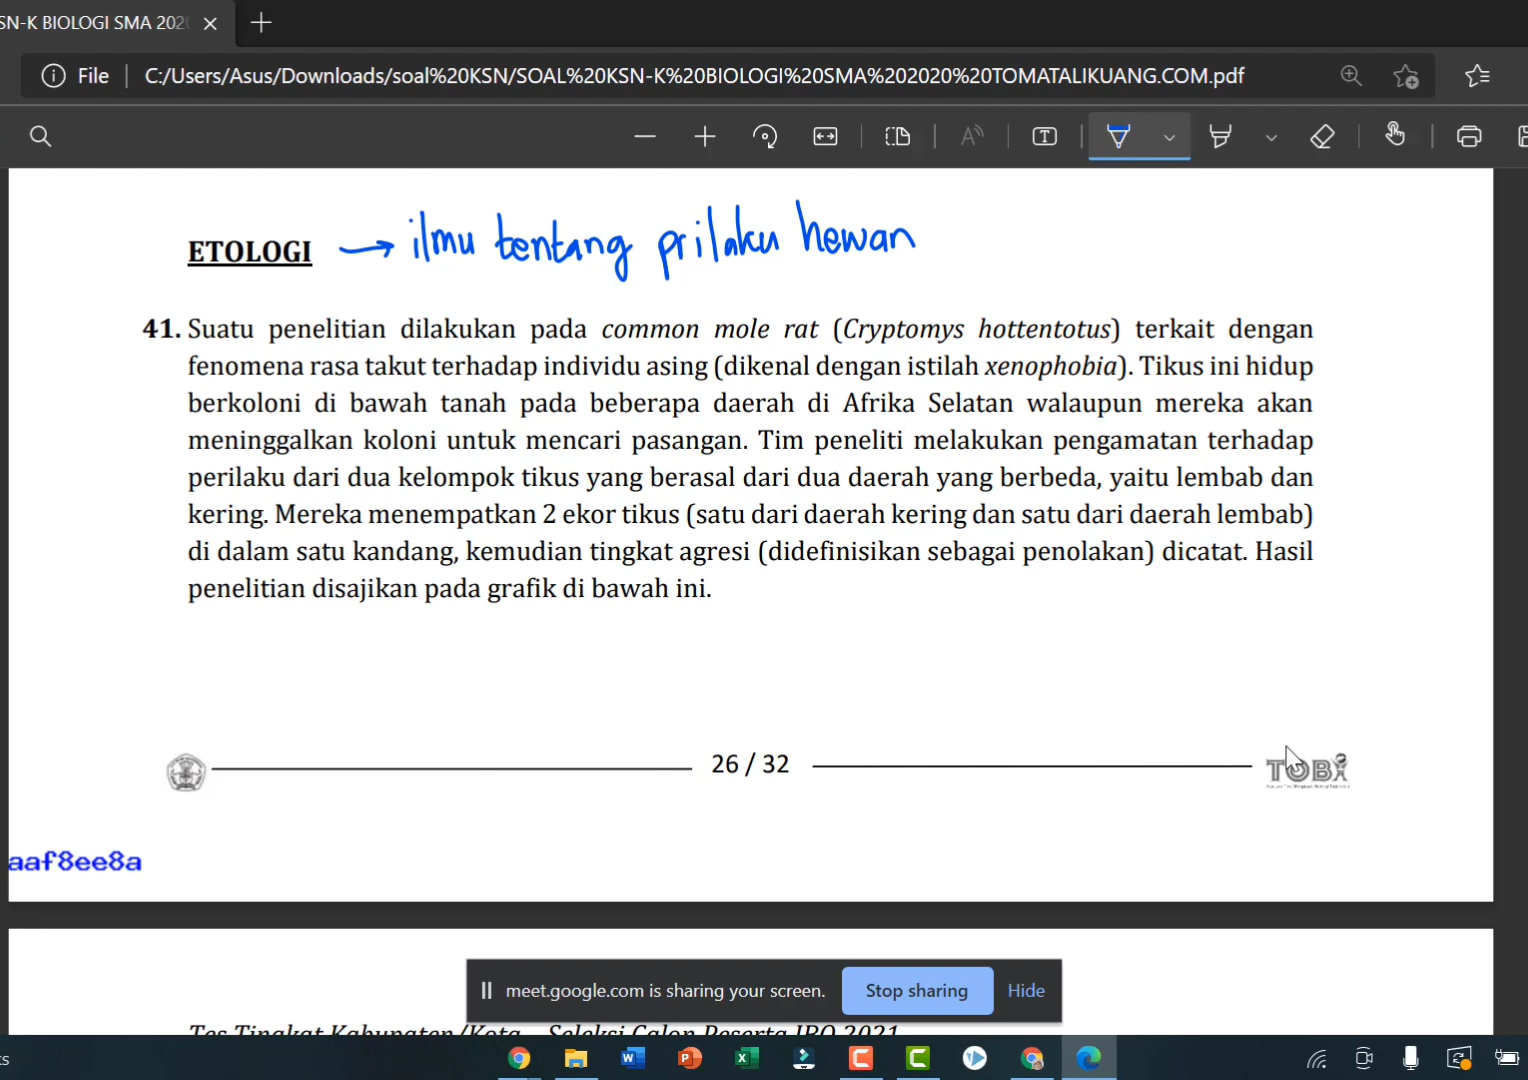 SN-K BIOLOGI SMA 202
File
C:/Users/Asus/Downloads/soal%20KSN/SOAL%20KSN-K%20BIOLOGI%20SMA%202020%20TOMATALIKUANG.COM.pdf
ETOLOGI → ilmu tentang prilaku hewan
41. Suatu penelitian dilakukan pada common mole rat (Cryptomys hottentotus) terkait dengan
fenomena rasa takut terhadap individu asing (dikenal dengan istilah xenophobia). Tikus ini hidup
berkoloni di bawah tanah pada beberapa daerah di Afrika Selatan walaupun mereka akan
meninggalkan koloni untuk mencari pasangan. Tim peneliti melakukan pengamatan terhadap
perilaku dari dua kelompok tikus yang berasal dari dua daerah yang berbeda, yaitu lembab dan
kering. Mereka menempatkan 2 ekor tikus (satu dari daerah kering dan satu dari daerah lembab)
di dalam satu kandang, kemudian tingkat agresi (didefinisikan sebagai penolakan) dicatat. Hasil
penelitian disajikan pada grafik di bawah ini.
26 / 32
TOBI
aaf8ee8a
meet.google.com is sharing your screen.
Stop sharing
Hide
Tes Tingkat Kabupaten/Kota – Seleksi Calon Peserta IBO 2021